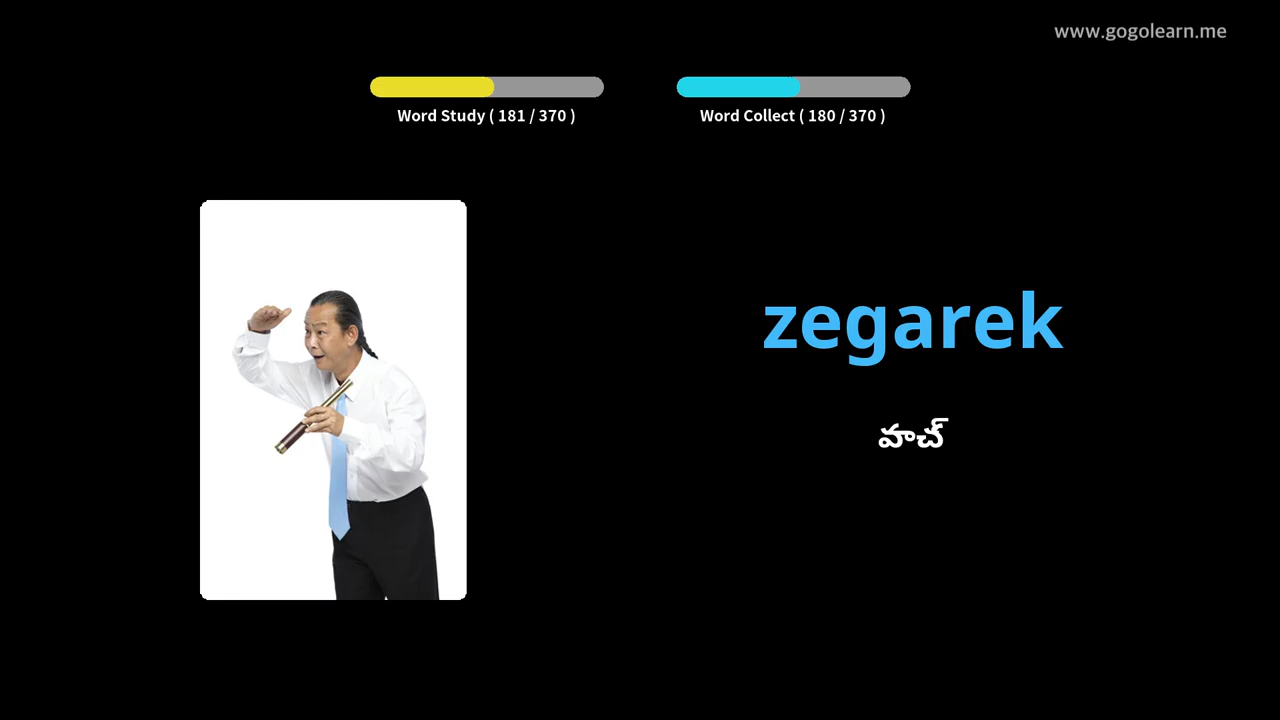 www.gogolearn.me
Word Study ( 181 / 370 )
Word Collect ( 180 / 370 )
zegarek
వాచ్